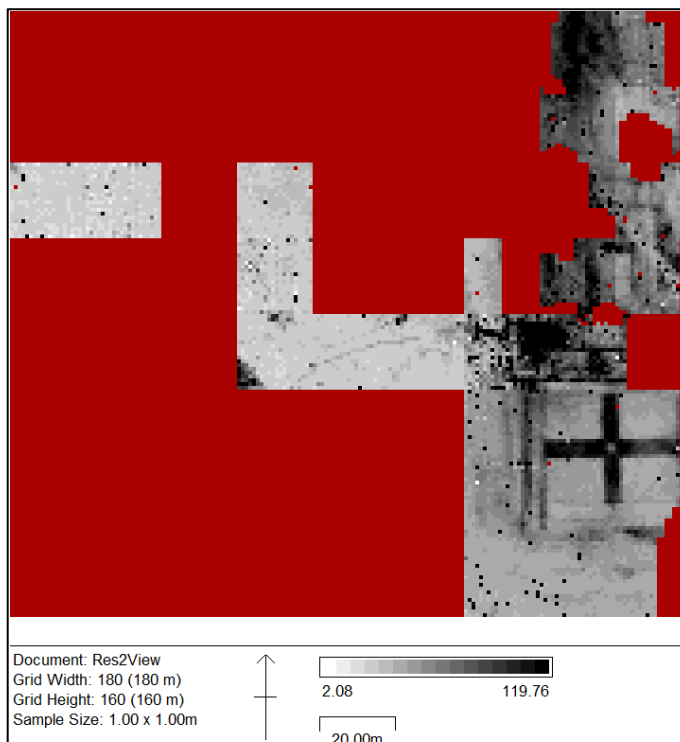 Document: Res2View
Grid Width: 180 (180 m)
Grid Height: 160 (160 m)
Sample Size: 1.00 x 1.00m
2.08 119.76
20.00m